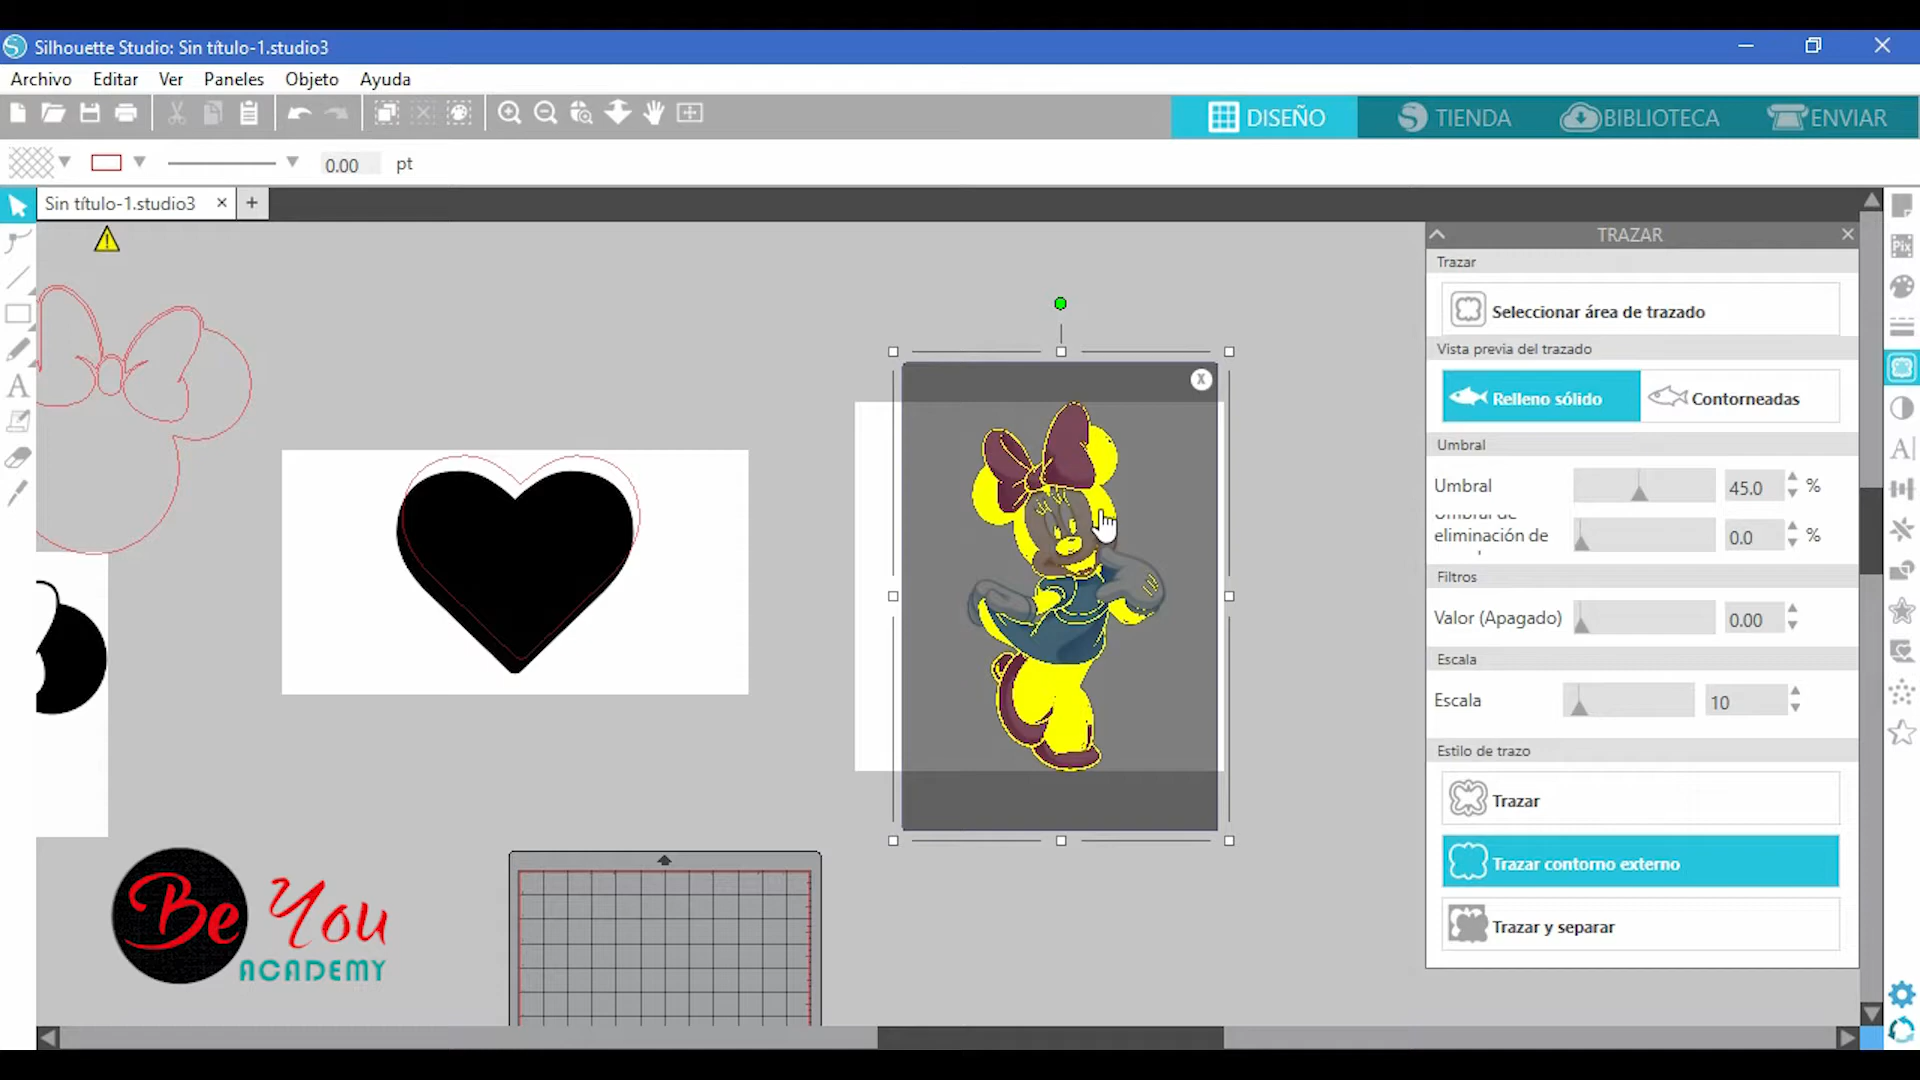 Silhouette Studio: Sin título-1.studio3
Archivo Editar Ver Paneles Objeto Ayuda
DISEÑO TIENDA BIBLIOTECA ENVIAR
0.00 pt
Sin título-1.studio3
TRAZAR
Trazar
Seleccionar área de trazado
Vista previa del trazado
Relleno sólido Contorneadas
Umbral
Umbral 45.0 %
Umbral de
eliminación de 0.0 %
Filtros
Valor (Apagado) 0.00
Escala
Escala 10
Estilo de trazo
Trazar
Trazar contorno externo
Trazar y separar
Be You
ACADEMY